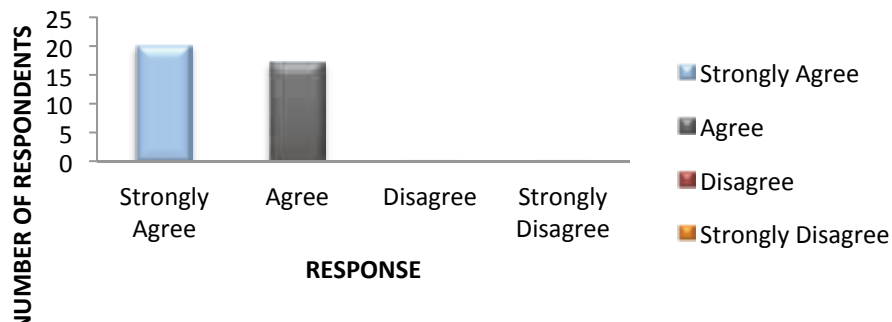 NUMBER OF RESPONDENTS
25
20
15
10
5
0
Strongly Agree
Agree
Disagree
Strongly Disagree
RESPONSE
Strongly Agree
Agree
Disagree
Strongly Disagree